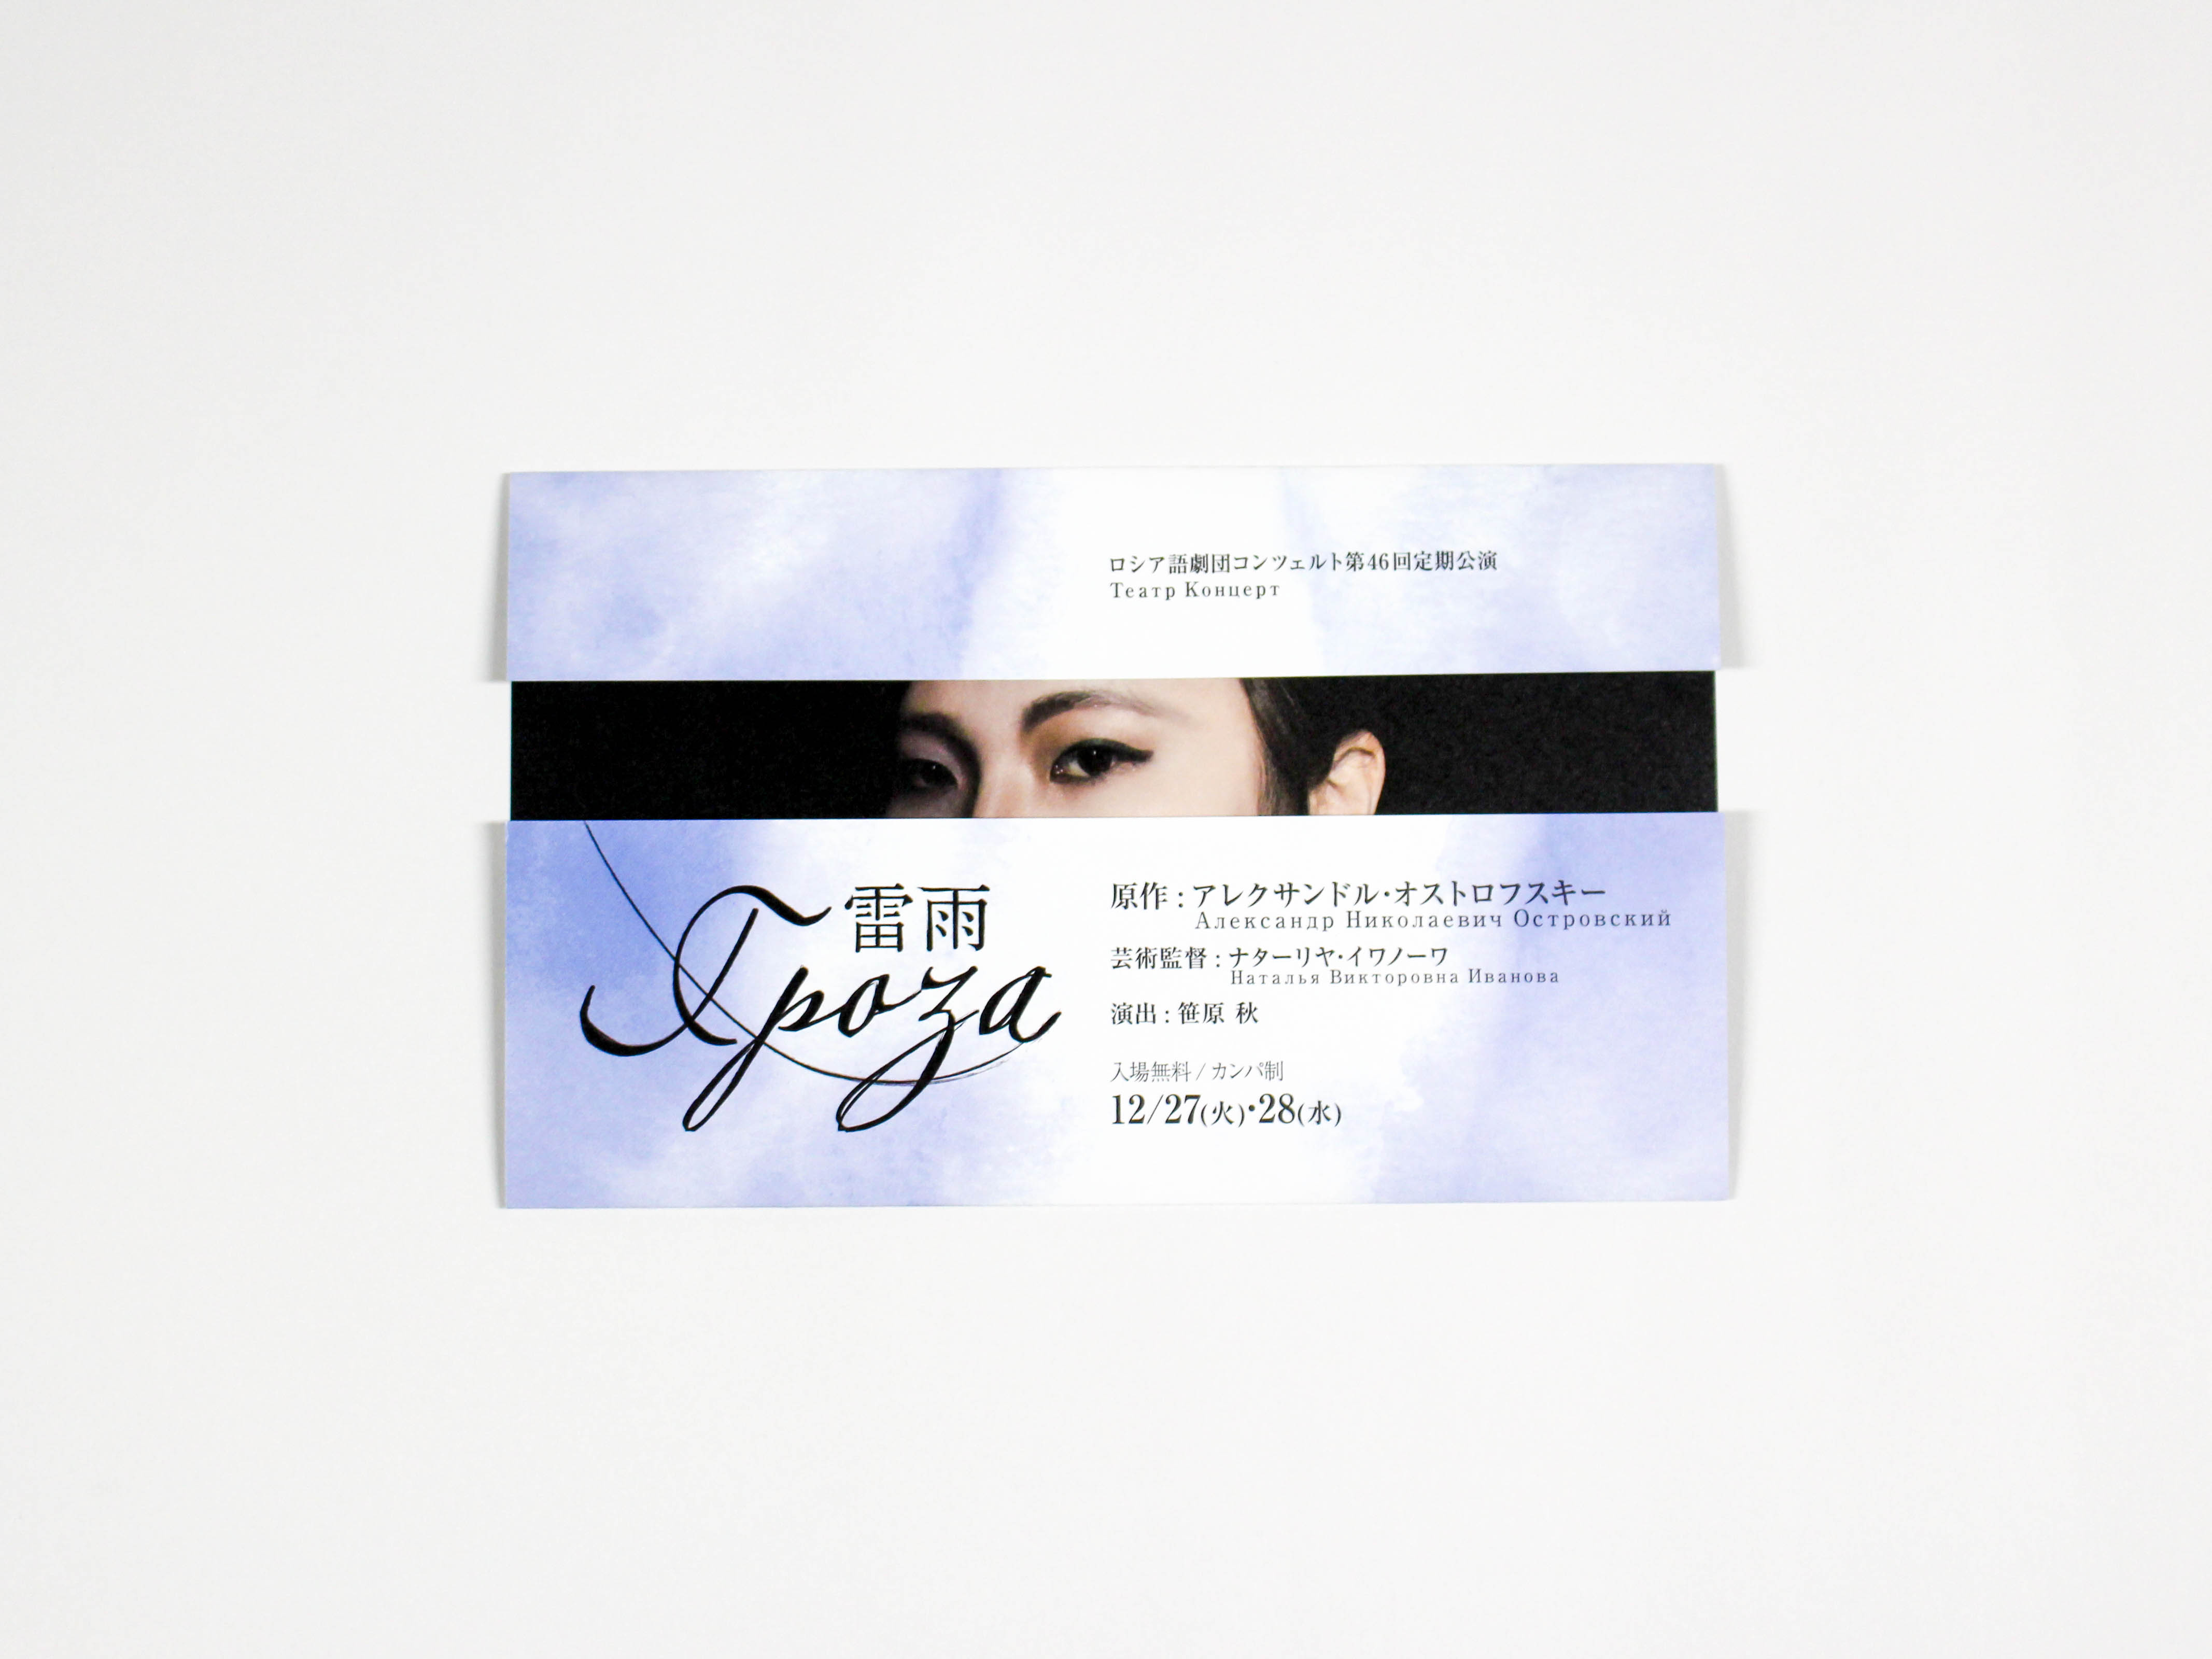 ロシア語劇団コンツェルト第46回定期公演
Театр Концерт
雷雨
Гроза
原作：アレクサンドル・オストロフスキー
Александр Николаевич Островский
芸術監督：ナターリヤ・イワノーワ
Наталья Викторовна Иванова
演出：笹原 秋
入場無料 / カンパ制
12/27(火)・28(水)